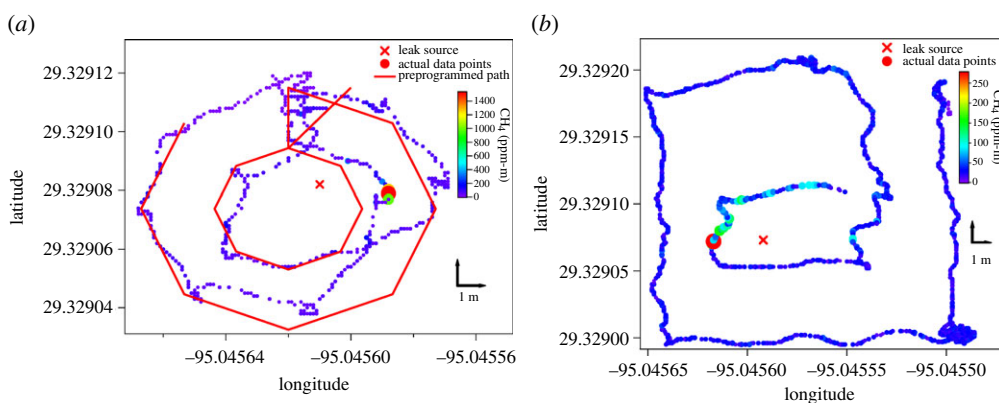 (a)
leak source
actual data points
preprogrammed path
29.32912
29.32910
29.32908
29.32906
29.32904
latitude
1400
1200
1000
800
600
400
200
0
CH₄ (ppm-m)
1 m
−95.04564
−95.04560
−95.04556
longitude
(b)
leak source
actual data points
29.32920
29.32915
29.32910
29.32905
29.32900
latitude
250
200
150
100
50
0
CH₄ (ppm-m)
1 m
−95.04565
−95.04560
−95.04555
−95.04550
longitude